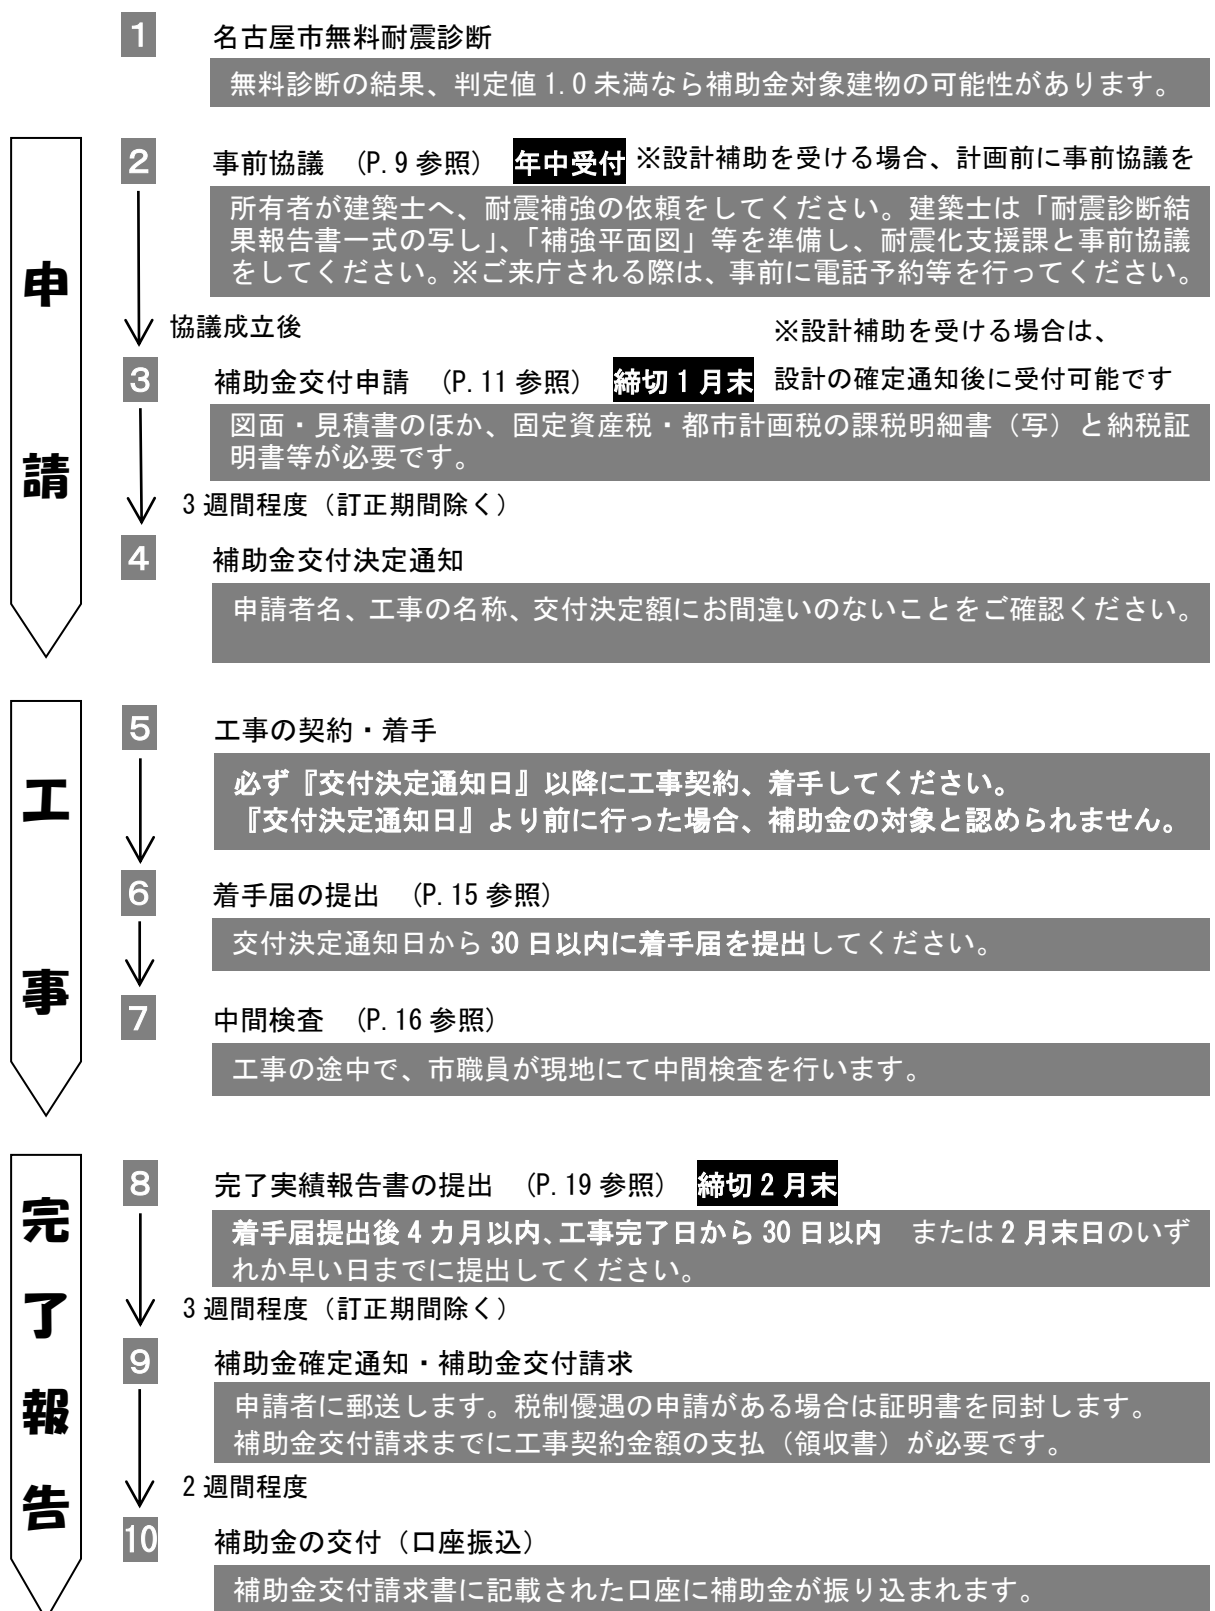 1 名古屋市無料耐震診断
無料診断の結果、判定値 1.0 未満なら補助金対象建物の可能性があります。
申請
2 事前協議 (P.9 参照) 年中受付 ※設計補助を受ける場合、計画前に事前協議を
所有者が建築士へ、耐震補強の依頼をしてください。建築士は「耐震診断結
果報告書一式の写し」、「補強平面図」等を準備し、耐震化支援課と事前協議
をしてください。※ご来庁される際は、事前に電話予約等を行ってください。
協議成立後
※設計補助を受ける場合は、
3 補助金交付申請 (P.11 参照) 締切 1 月末 設計の確定通知後に受付可能です
図面・見積書のほか、固定資産税・都市計画税の課税明細書（写）と納税証
明書等が必要です。
3 週間程度（訂正期間除く）
4 補助金交付決定通知
申請者名、工事の名称、交付決定額にお間違いのないことをご確認ください。
工事
5 工事の契約・着手
必ず『交付決定通知日』以降に工事契約、着手してください。
『交付決定通知日』より前に行った場合、補助金の対象と認められません。
6 着手届の提出 (P.15 参照)
交付決定通知日から 30 日以内に着手届を提出してください。
7 中間検査 (P.16 参照)
工事の途中で、市職員が現地にて中間検査を行います。
完了報告
8 完了実績報告書の提出 (P.19 参照) 締切 2 月末
着手届提出後 4 カ月以内、工事完了日から 30 日以内 または 2 月末日のいず
れか早い日までに提出してください。
3 週間程度（訂正期間除く）
9 補助金確定通知・補助金交付請求
申請者に郵送します。税制優遇の申請がある場合は証明書を同封します。
補助金交付請求までに工事契約金額の支払（領収書）が必要です。
2 週間程度
10 補助金の交付（口座振込）
補助金交付請求書に記載された口座に補助金が振り込まれます。